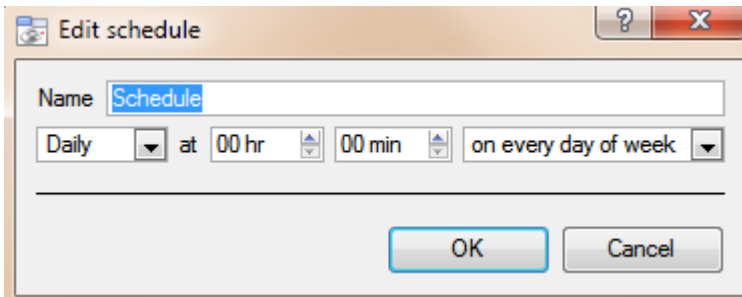 Edit schedule
Name Schedule
Daily at 00 hr 00 min on every day of week
OK Cancel